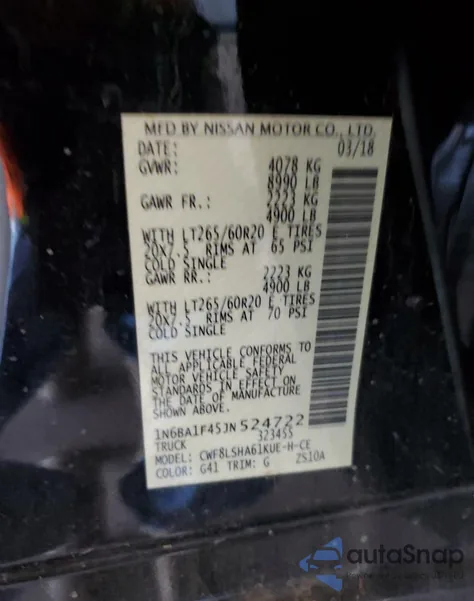 MFD BY NISSAN MOTOR CO., LTD.
DATE: 03/18
GVWR: 4078 KG
8990 LB
GAWR FR.: 2223 KG
4900 LB
WITH LT265/60R20 E TIRES
20X7.5 RIMS AT 65 PSI
COLD SINGLE
GAWR RR.: 2223 KG
4900 LB
WITH LT265/60R20 E TIRES
20X7.5 RIMS AT 70 PSI
COLD SINGLE
THIS VEHICLE CONFORMS TO
ALL APPLICABLE FEDERAL
MOTOR VEHICLE SAFETY
STANDARDS IN EFFECT ON
THE DATE OF MANUFACTURE
SHOWN ABOVE.
1N6BA1F45JN524722
TRUCK 323455
MODEL: CWF8LSHA61KUE-H-CE
COLOR: G41 TRIM: G ZS10A
autoSnap